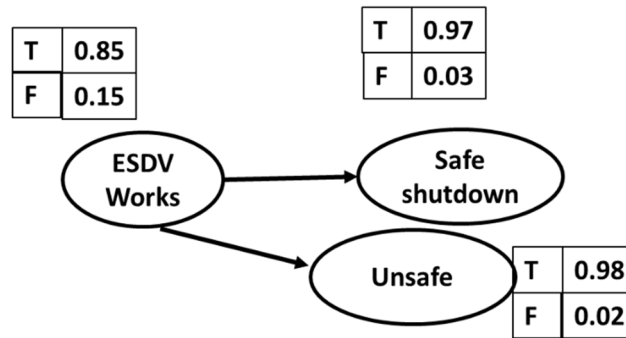 T 0.85
F 0.15
T 0.97
F 0.03
ESDV
Works
Safe
shutdown
Unsafe
T 0.98
F 0.02